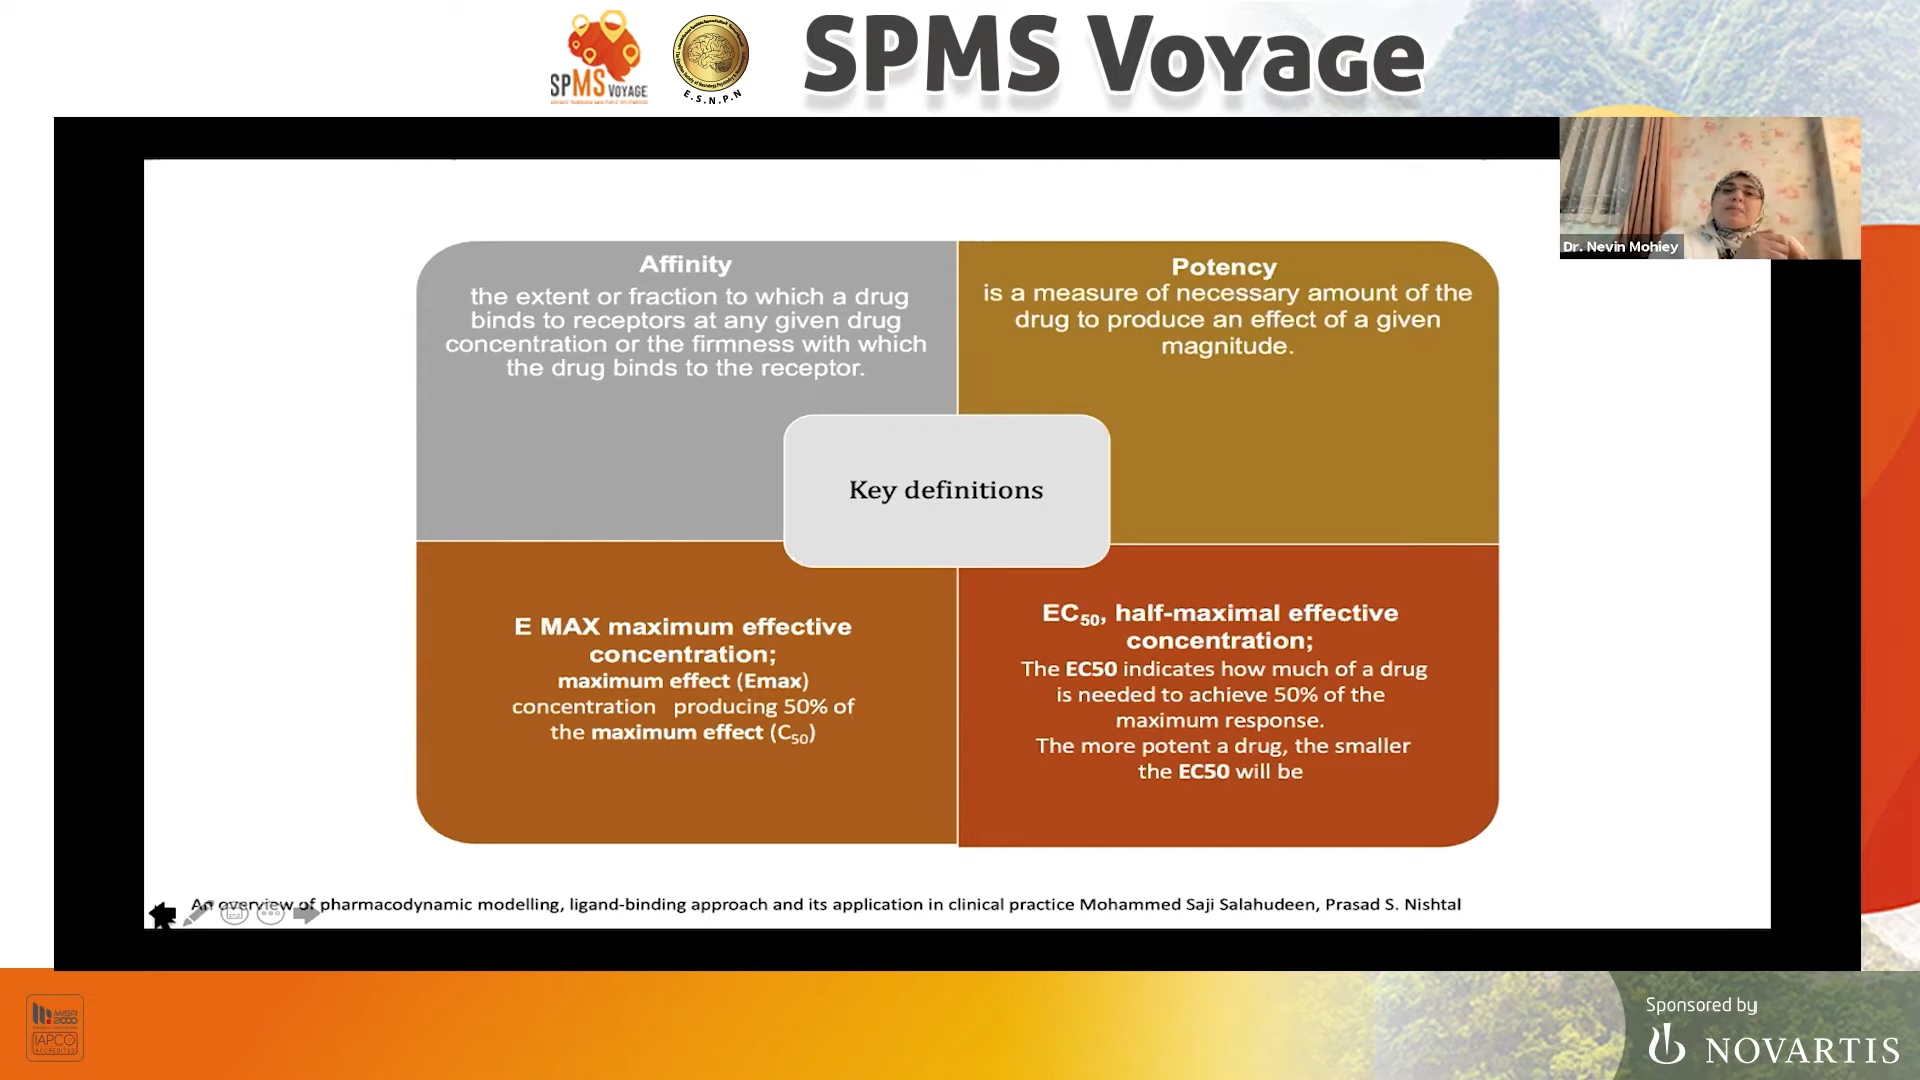 SPMS VOYAGE
E.S.N.P.N
SPMS Voyage
Dr. Nevin Mohiey
Affinity
the extent or fraction to which a drug
binds to receptors at any given drug
concentration or the firmness with which
the drug binds to the receptor.
Potency
is a measure of necessary amount of the
drug to produce an effect of a given
magnitude.
Key definitions
E MAX maximum effective
concentration;
maximum effect (Emax)
concentration producing 50% of
the maximum effect (C50)
EC50, half-maximal effective
concentration;
The EC50 indicates how much of a drug
is needed to achieve 50% of the
maximum response.
The more potent a drug, the smaller
the EC50 will be
An overview of pharmacodynamic modelling, ligand-binding approach and its application in clinical practice Mohammed Saji Salahudeen, Prasad S. Nishtal
MISR
2000
IAPCO
ACCREDITED
Sponsored by
NOVARTIS